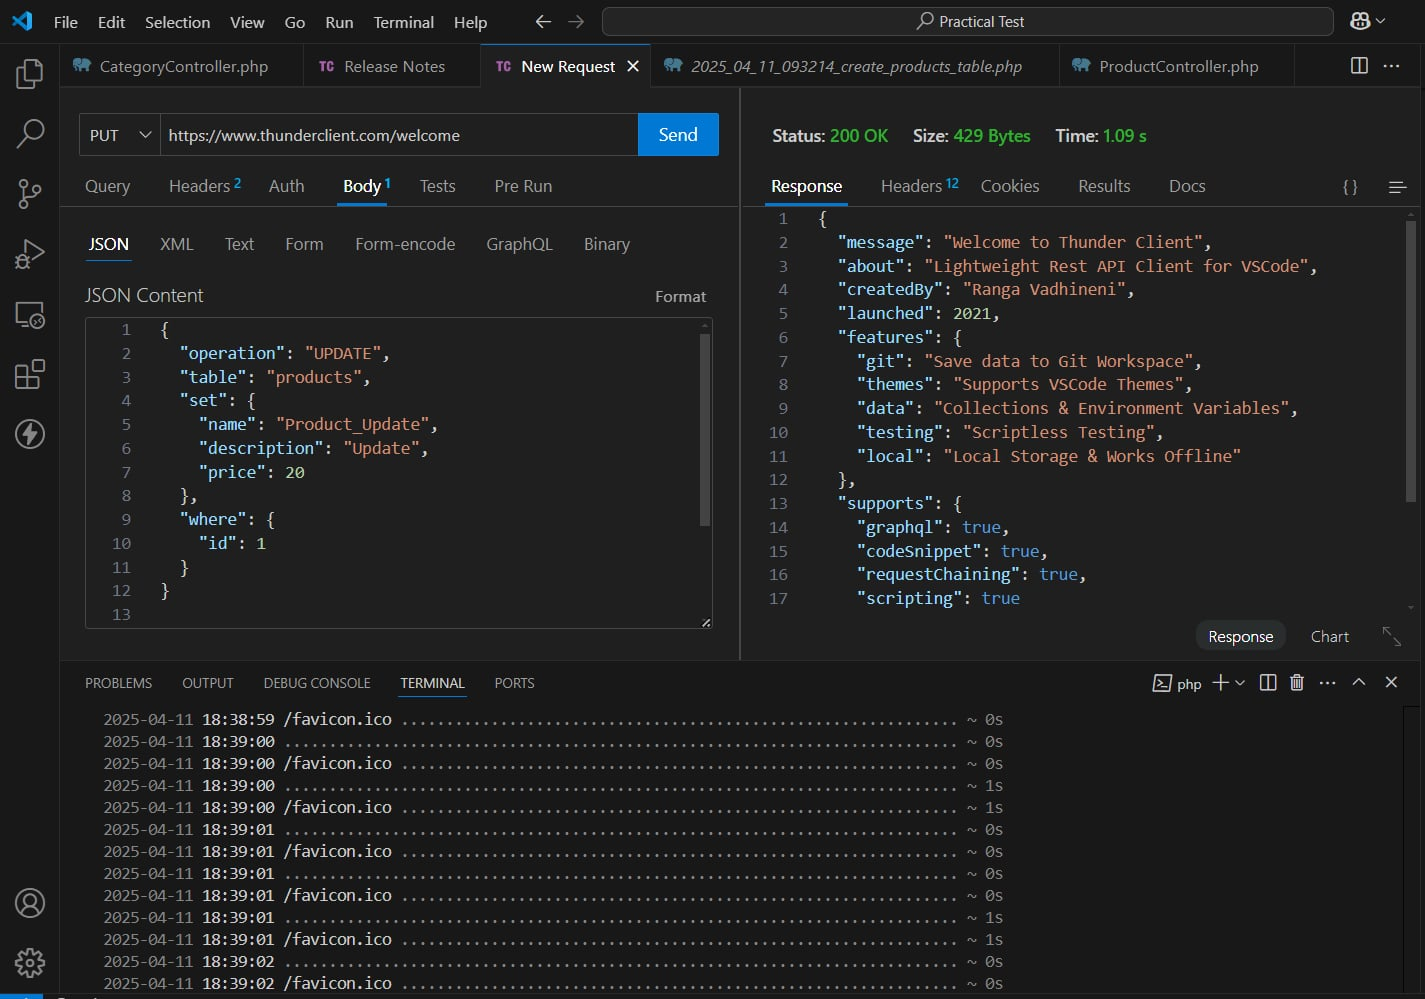 File Edit Selection View Go Run Terminal Help Practical Test
CategoryController.php TC Release Notes TC New Request 2025_04_11_093214_create_products_table.php ProductController.php
PUT https://www.thunderclient.com/welcome Send
Query Headers 2 Auth Body 1 Tests Pre Run
JSON XML Text Form Form-encode GraphQL Binary
JSON Content Format
1 {
2 "operation": "UPDATE",
3 "table": "products",
4 "set": {
5 "name": "Product_Update",
6 "description": "Update",
7 "price": 20
8 },
9 "where": {
10 "id": 1
11 }
12 }
13
Status: 200 OK Size: 429 Bytes Time: 1.09 s
Response Headers 12 Cookies Results Docs { }
1 {
2 "message": "Welcome to Thunder Client",
3 "about": "Lightweight Rest API Client for VSCode",
4 "createdBy": "Ranga Vadhineni",
5 "launched": 2021,
6 "features": {
7 "git": "Save data to Git Workspace",
8 "themes": "Supports VSCode Themes",
9 "data": "Collections & Environment Variables",
10 "testing": "Scriptless Testing",
11 "local": "Local Storage & Works Offline"
12 },
13 "supports": {
14 "graphql": true,
15 "codeSnippet": true,
16 "requestChaining": true,
17 "scripting": true
Response Chart
PROBLEMS OUTPUT DEBUG CONSOLE TERMINAL PORTS php
2025-04-11 18:38:59 /favicon.ico .............................................................. ~ 0s
2025-04-11 18:39:00 ........................................................................... ~ 0s
2025-04-11 18:39:00 /favicon.ico .............................................................. ~ 0s
2025-04-11 18:39:00 ........................................................................... ~ 1s
2025-04-11 18:39:00 /favicon.ico .............................................................. ~ 1s
2025-04-11 18:39:01 ........................................................................... ~ 0s
2025-04-11 18:39:01 /favicon.ico .............................................................. ~ 0s
2025-04-11 18:39:01 ........................................................................... ~ 0s
2025-04-11 18:39:01 /favicon.ico .............................................................. ~ 0s
2025-04-11 18:39:01 ........................................................................... ~ 1s
2025-04-11 18:39:01 /favicon.ico .............................................................. ~ 1s
2025-04-11 18:39:02 ........................................................................... ~ 0s
2025-04-11 18:39:02 /favicon.ico .............................................................. ~ 0s